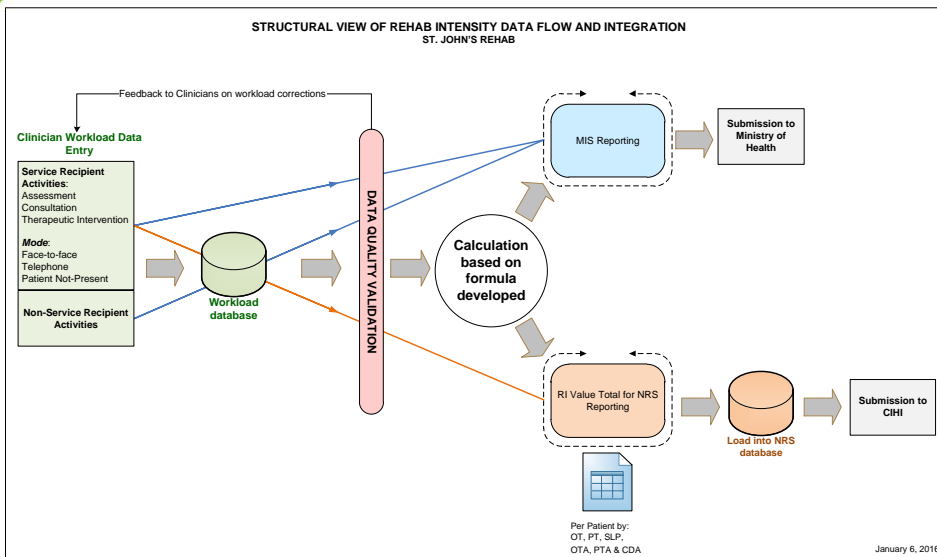 STRUCTURAL VIEW OF REHAB INTENSITY DATA FLOW AND INTEGRATION
ST. JOHN'S REHAB
Feedback to Clinicians on workload corrections
Clinician Workload Data
Entry
Service Recipient
Activities:
Assessment
Consultation
Therapeutic Intervention
Mode:
Face-to-face
Telephone
Patient Not-Present
Non-Service Recipient
Activities
Workload
database
DATA QUALITY VALIDATION
Calculation
based on
formula
developed
MIS Reporting
Submission to
Ministry of
Health
RI Value Total for NRS
Reporting
Load into NRS
database
Submission to
CIHI
Per Patient by:
OT, PT, SLP,
OTA, PTA & CDA
January 6, 2016